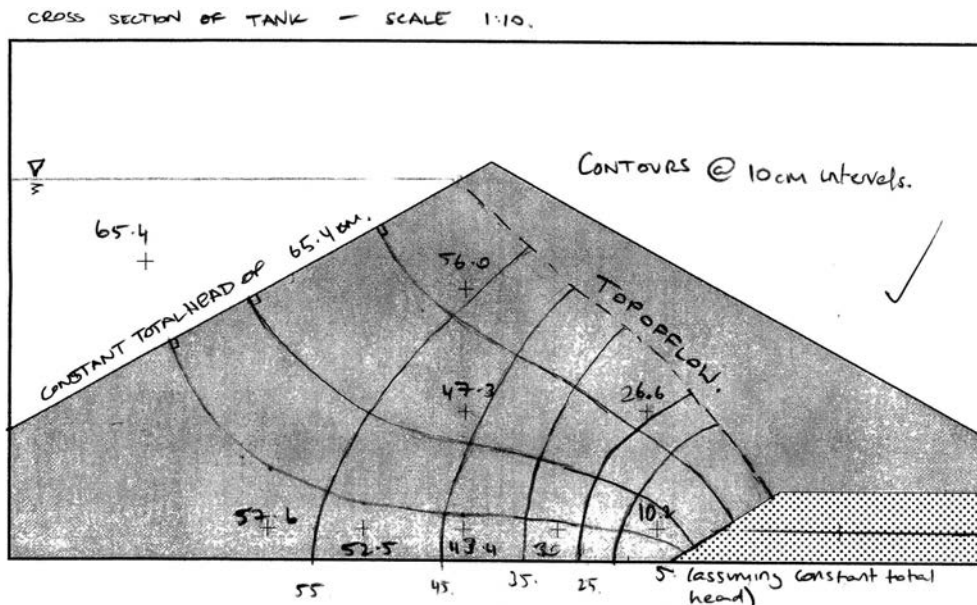 CROSS SECTION OF TANK - SCALE 1:10.
CONTOURS @ 10cm intervals.
65.4
CONSTANT TOTAL HEAD OF 65.4cm.
56.0
TOP OF FLOW.
47.3
26.6
57.6
52.5
43.4
10.2
55
45.
35.
25.
5. (assuming constant total
head)